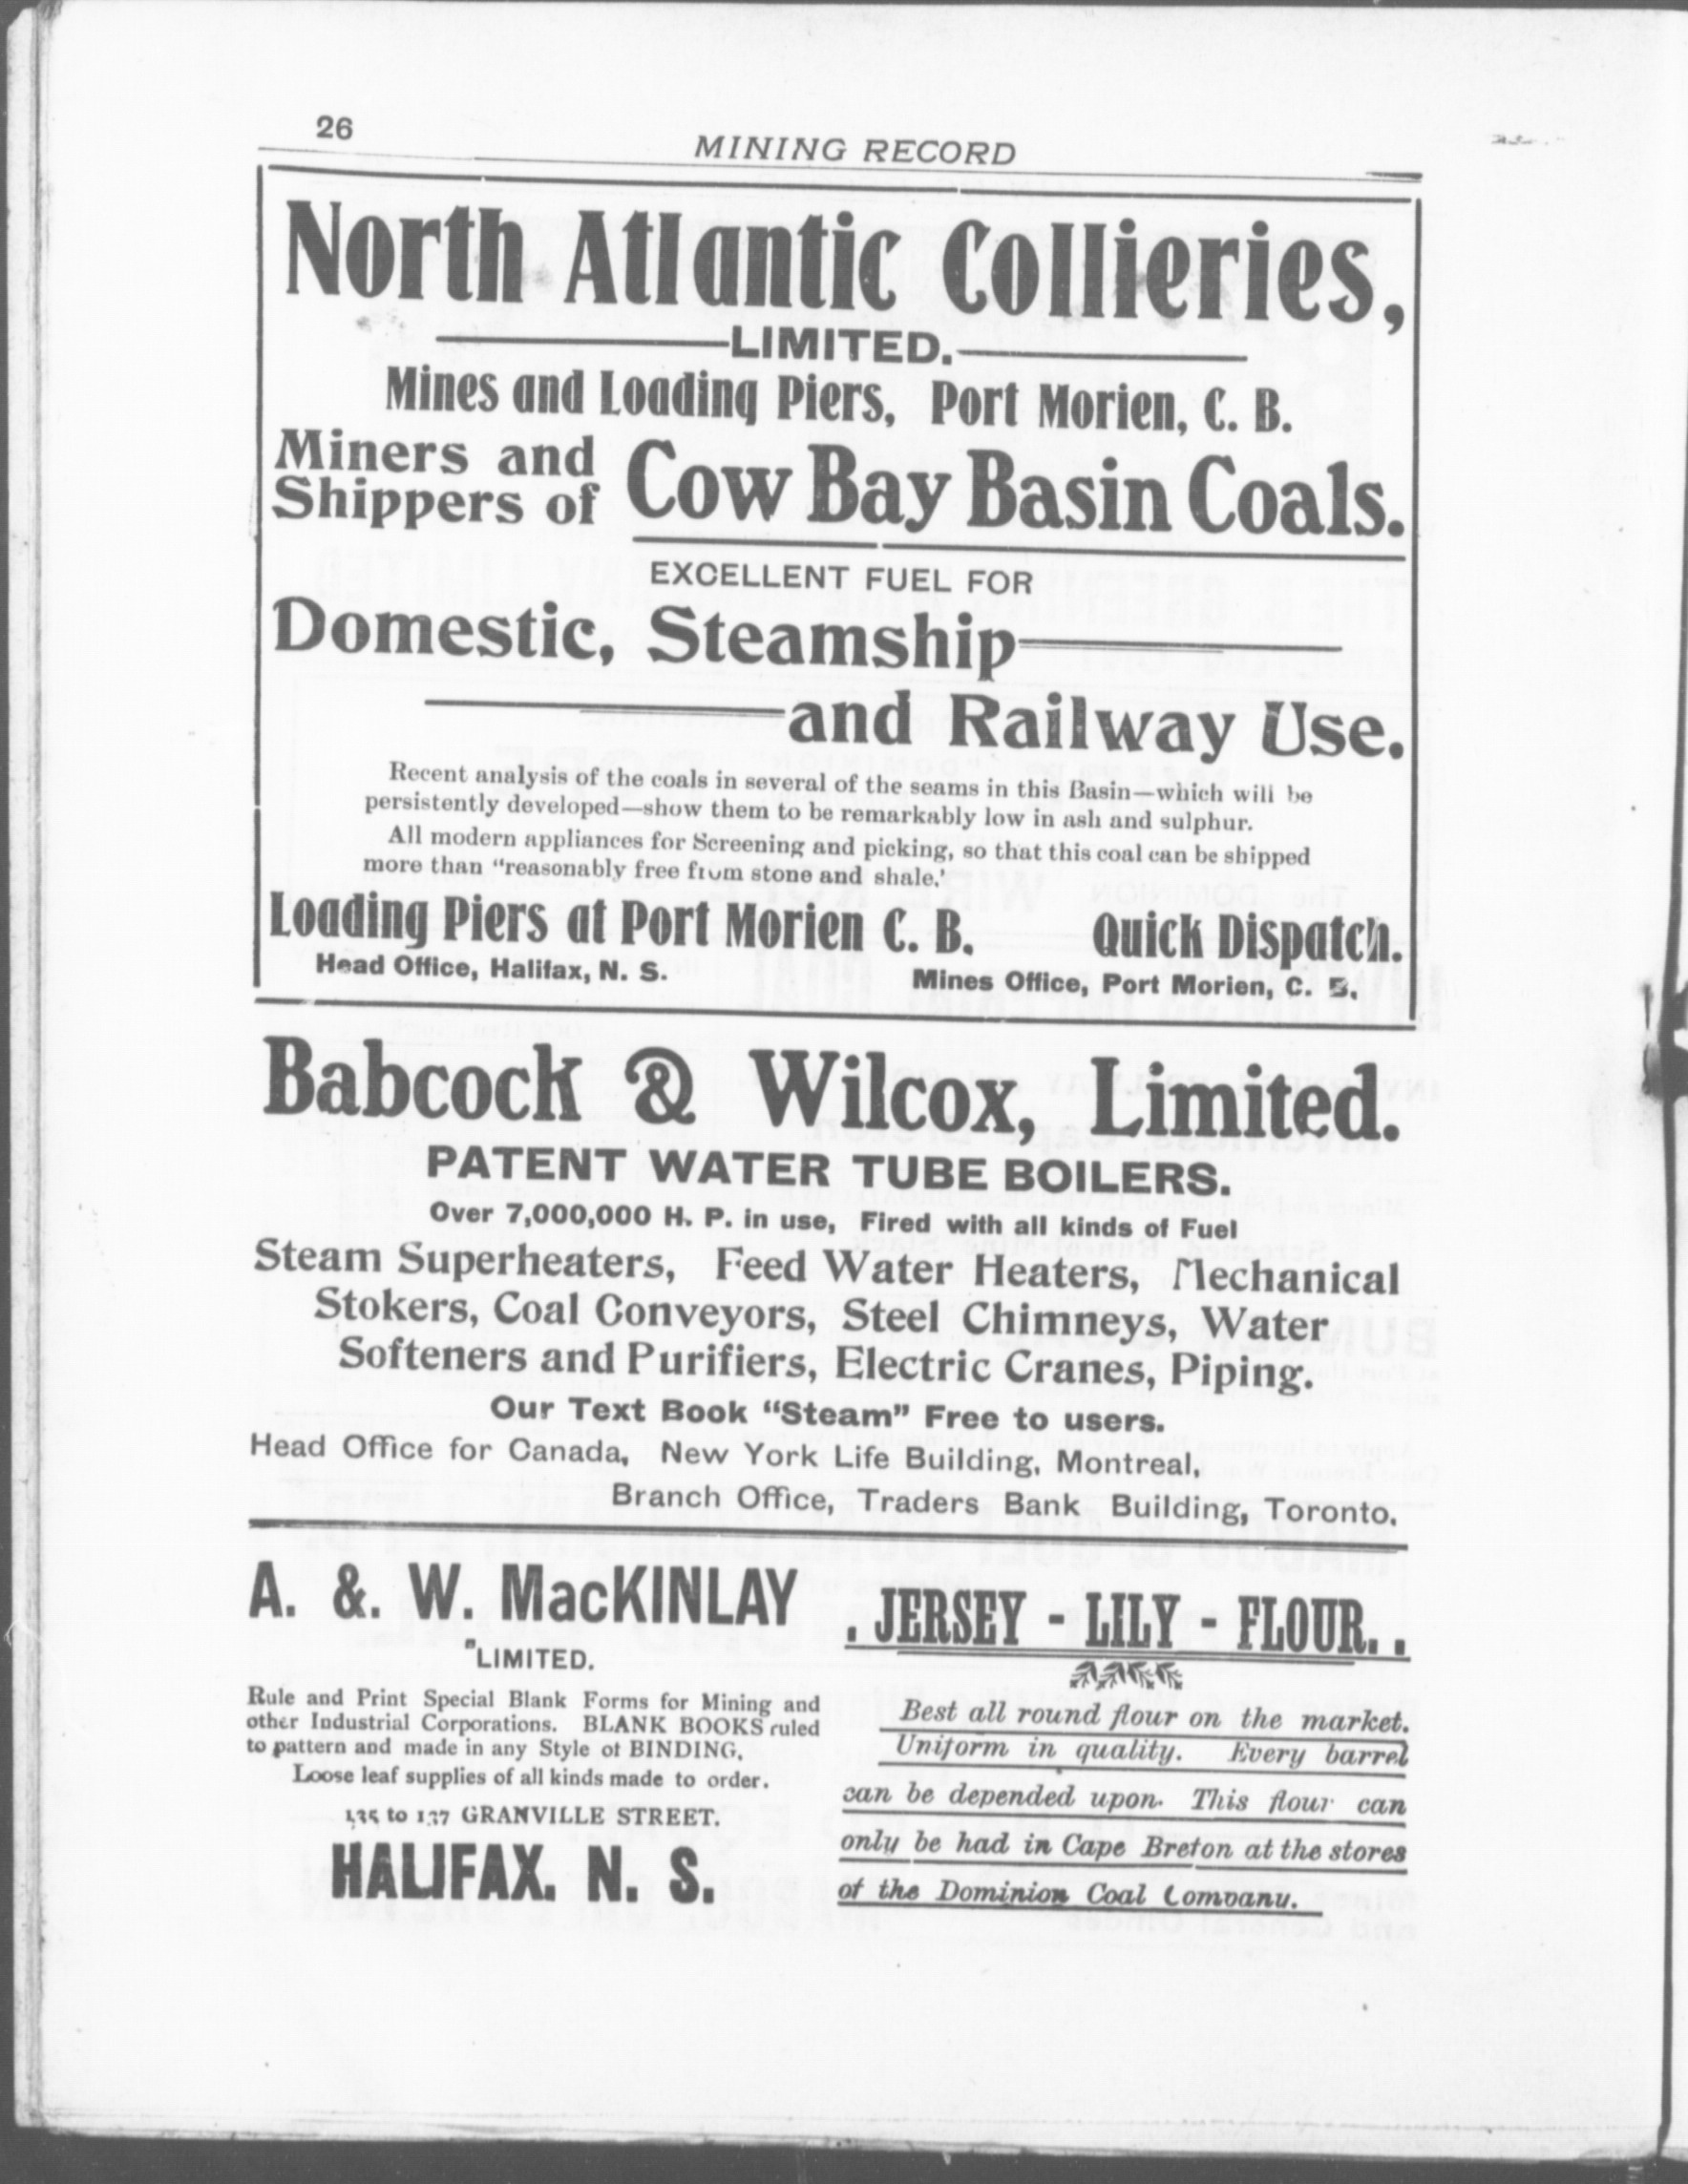 26
MINING RECORD
North Atlantic Collieries,
LIMITED.
Mines and Loading Piers, Port Morien, C. B.
Miners and
Shippers of
Cow Bay Basin Coals.
EXCELLENT FUEL FOR
Domestic, Steamship
and Railway Use.
Recent analysis of the coals in several of the seams in this Basin—which will be
persistently developed—show them to be remarkably low in ash and sulphur.
All modern appliances for Screening and picking, so that this coal can be shipped
more than "reasonably free from stone and shale.'
Loading Piers at Port Morien C. B. Quick Dispatch.
Head Office, Halifax, N. S. Mines Office, Port Morien, C. B.
Babcock & Wilcox, Limited.
PATENT WATER TUBE BOILERS.
Over 7,000,000 H. P. in use, Fired with all kinds of Fuel
Steam Superheaters, Feed Water Heaters, Mechanical
Stokers, Coal Conveyors, Steel Chimneys, Water
Softeners and Purifiers, Electric Cranes, Piping.
Our Text Book "Steam" Free to users.
Head Office for Canada, New York Life Building, Montreal,
Branch Office, Traders Bank Building, Toronto.
A. &. W. MacKINLAY
"LIMITED.
Rule and Print Special Blank Forms for Mining and
other Industrial Corporations. BLANK BOOKS ruled
to pattern and made in any Style of BINDING.
Loose leaf supplies of all kinds made to order.
135 to 137 GRANVILLE STREET.
HALIFAX. N. S.
. JERSEY - LILY - FLOUR. .
Best all round flour on the market.
Uniform in quality. Every barrel
can be depended upon. This flour can
only be had in Cape Breton at the stores
of the Dominion Coal Company.